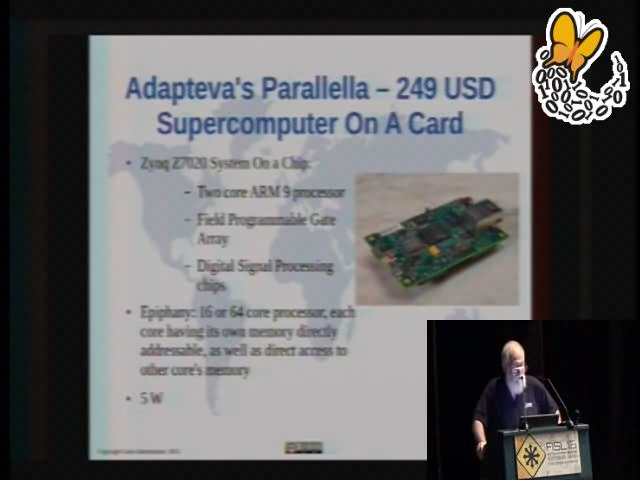 Adapteva's Parallella – 249 USD
Supercomputer On A Card
• Zynq Z7020 System On a Chip:
– Two core ARM 9 processor
– Field Programmable Gate
Array
– Digital Signal Processing
chips
• Epiphany: 16 or 64 core processor, each
core having its own memory directly
addressable, as well as direct access to
other core's memory
• 5 W
FISL16